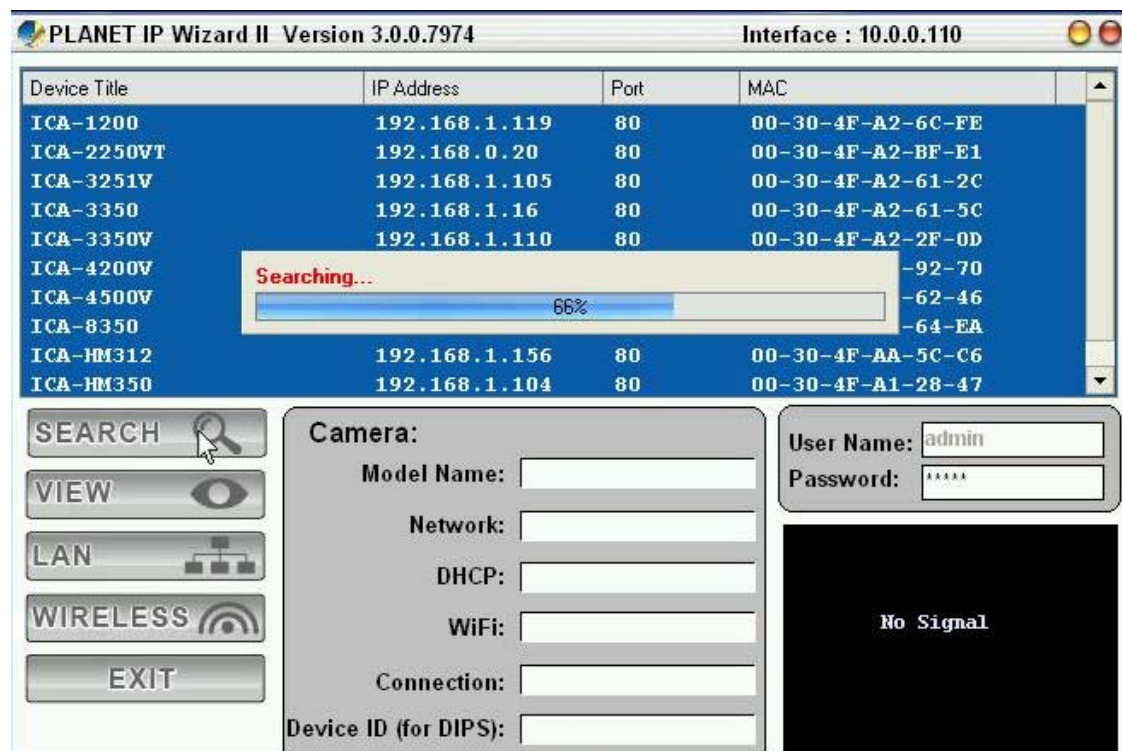 PLANET IP Wizard II Version 3.0.0.7974 Interface : 10.0.0.110
Device Title IP Address Port MAC
ICA-1200 192.168.1.119 80 00-30-4F-A2-6C-FE
ICA-2250VT 192.168.0.20 80 00-30-4F-A2-BF-E1
ICA-3251V 192.168.1.105 80 00-30-4F-A2-61-2C
ICA-3350 192.168.1.16 80 00-30-4F-A2-61-5C
ICA-3350V 192.168.1.110 80 00-30-4F-A2-2F-0D
ICA-4200V -92-70
Searching...
ICA-4500V -62-46
66%
ICA-8350 -64-EA
ICA-HM312 192.168.1.156 80 00-30-4F-AA-5C-C6
ICA-HM350 192.168.1.104 80 00-30-4F-A1-28-47
SEARCH
VIEW
LAN
WIRELESS
EXIT
Camera:
Model Name:
Network:
DHCP:
WiFi:
Connection:
Device ID (for DIPS):
User Name: admin
Password: *****
No Signal